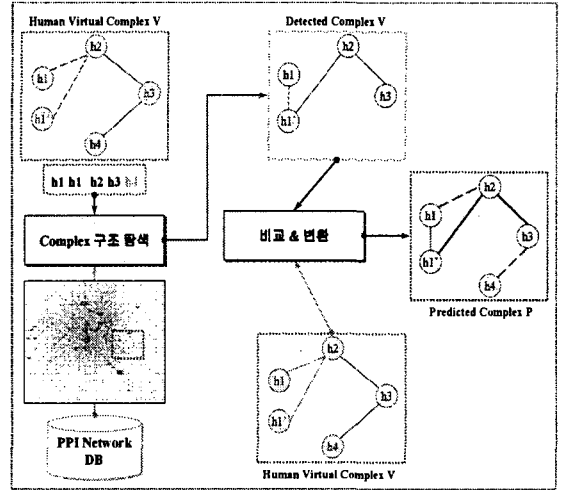 Human Virtual Complex V
h2
h1
h3
h1'
h4
h1 h1 h2 h3 h4
Complex 구조 탐색
PPI Network
DB
Detected Complex V
h2
h1
h3
h1'
비교 & 변환
h2
h1
h3
h1'
h4
Human Virtual Complex V
h2
h1
h3
h1'
h4
Predicted Complex P